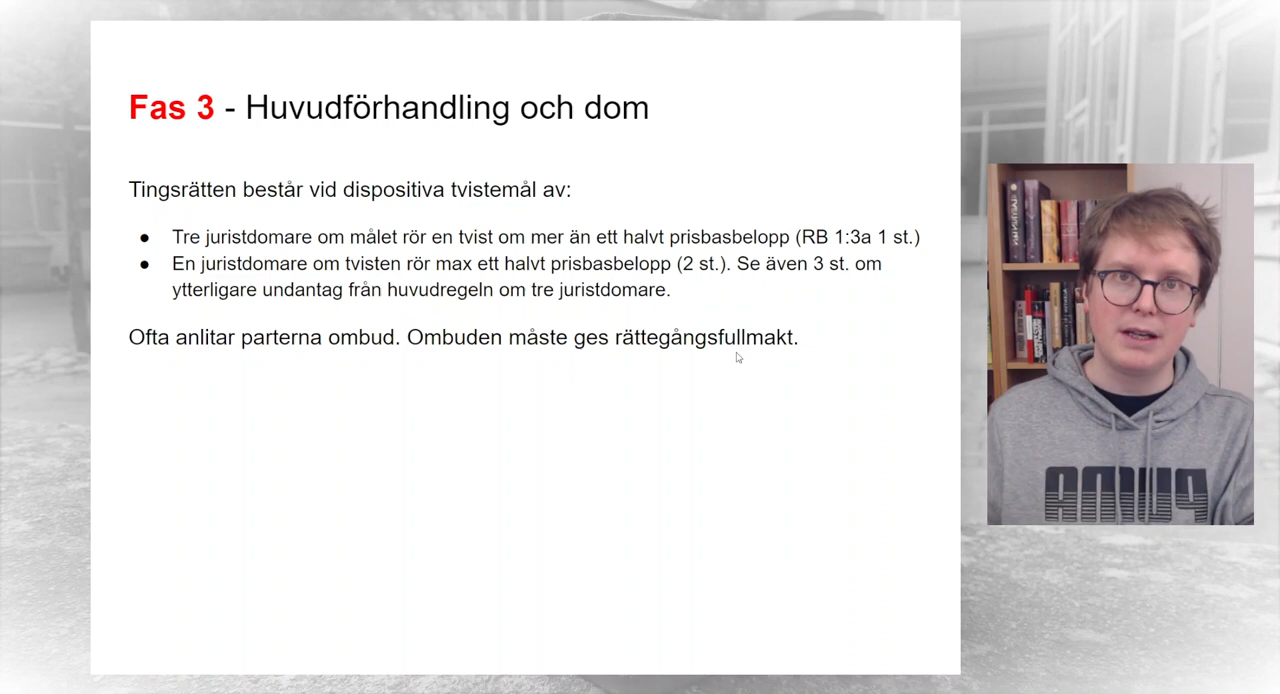 Fas 3 - Huvudförhandling och dom
Tingsrätten består vid dispositiva tvistemål av:
● Tre juristdomare om målet rör en tvist om mer än ett halvt prisbasbelopp (RB 1:3a 1 st.)
● En juristdomare om tvisten rör max ett halvt prisbasbelopp (2 st.). Se även 3 st. om
ytterligare undantag från huvudregeln om tre juristdomare.
Ofta anlitar parterna ombud. Ombuden måste ges rättegångsfullmakt.